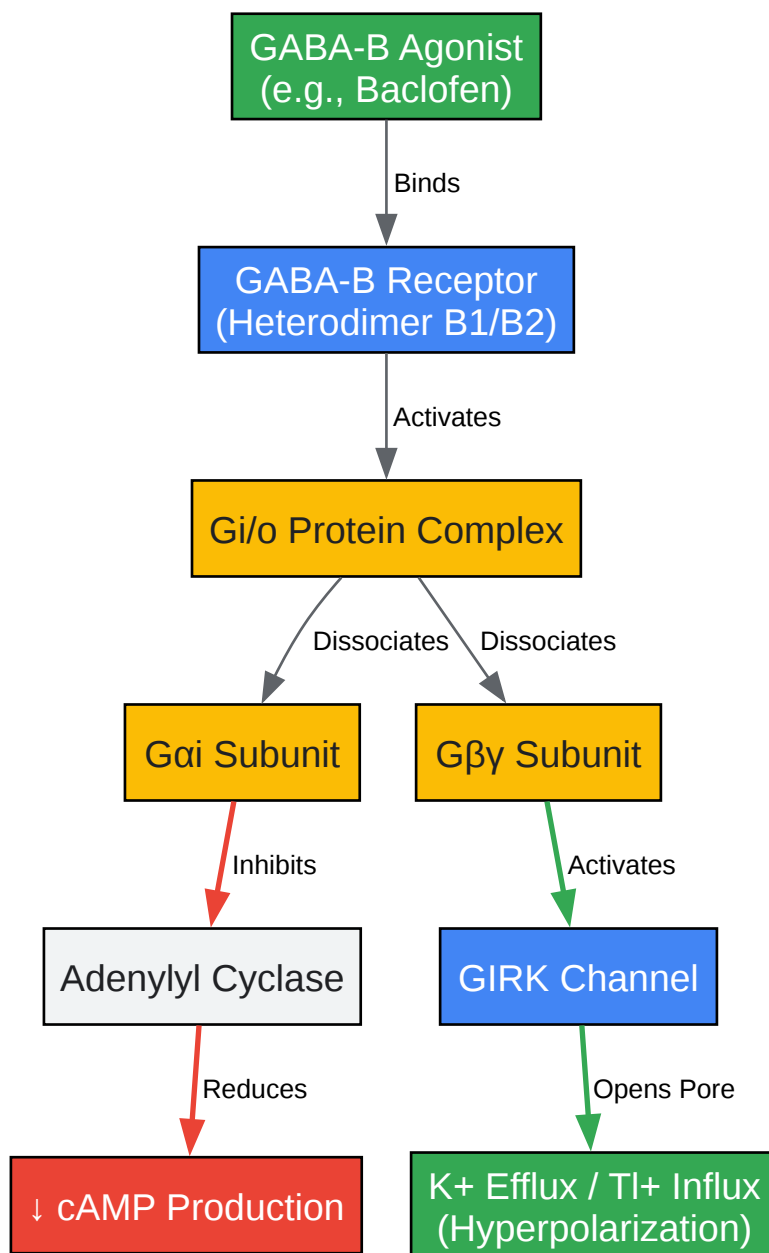 GABA-B Agonist
(e.g., Baclofen)
Binds
GABA-B Receptor
(Heterodimer B1/B2)
Activates
Gi/o Protein Complex
Dissociates
Dissociates
Gαi Subunit
Gβγ Subunit
Inhibits
Activates
Adenylyl Cyclase
GIRK Channel
Reduces
Opens Pore
↓ cAMP Production
K+ Efflux / Tl+ Influx
(Hyperpolarization)